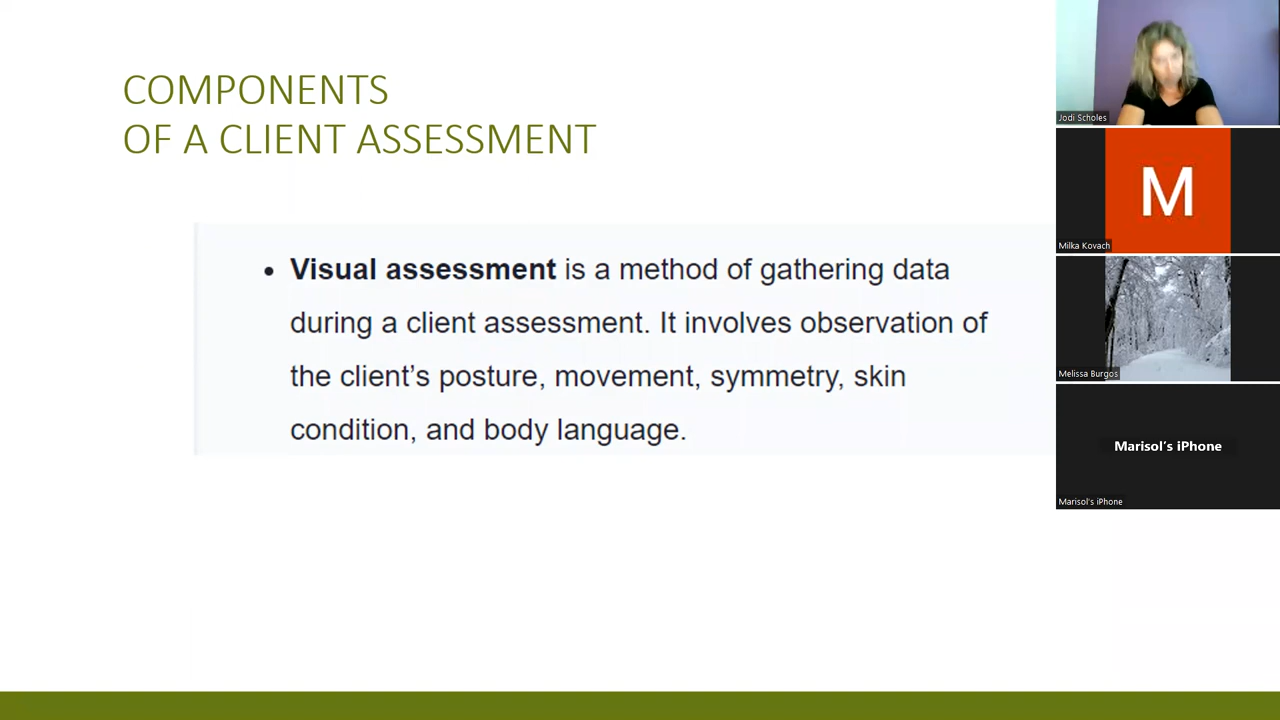 COMPONENTS
OF A CLIENT ASSESSMENT
• Visual assessment is a method of gathering data
during a client assessment. It involves observation of
the client’s posture, movement, symmetry, skin
condition, and body language.
Jodi Scholes
M
Milka Kovach
Melissa Burgos
Marisol’s iPhone
Marisol's iPhone